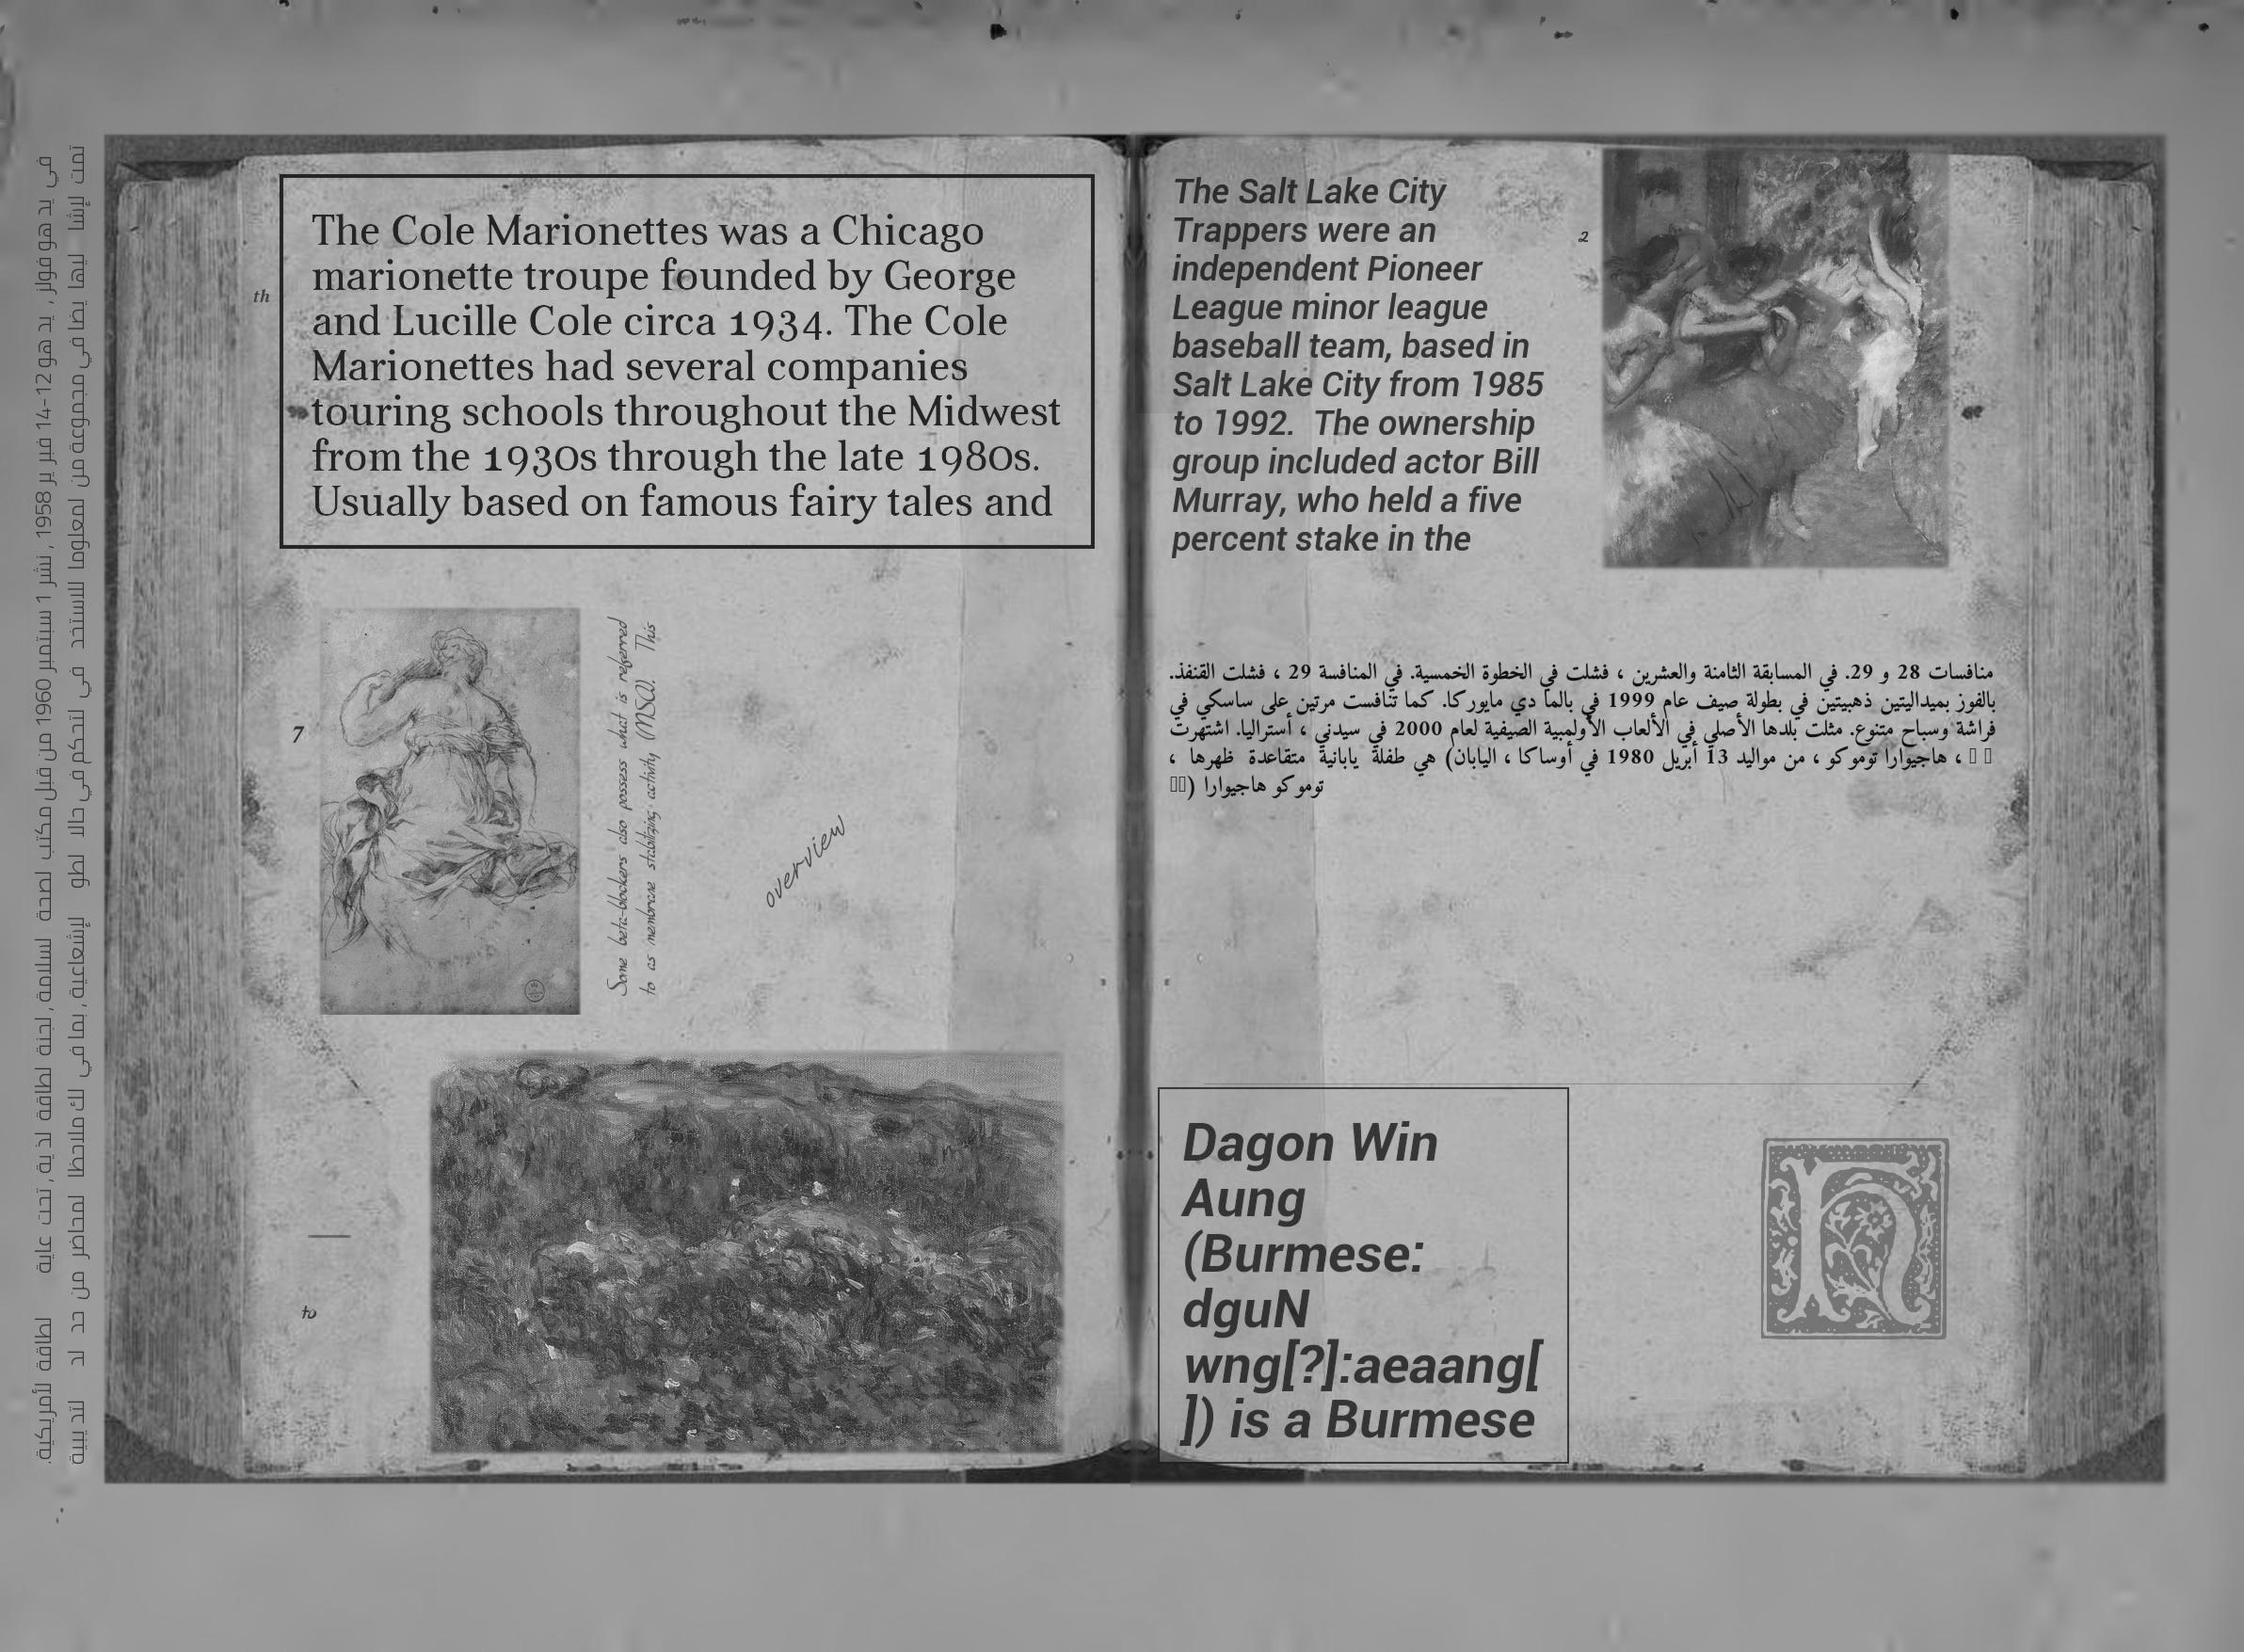 The Cole Marionettes was a Chicago
marionette troupe founded by George
and Lucille Cole circa 1934. The Cole
Marionettes had several companies
touring schools throughout the Midwest
from the 1930s through the late 1980s.
Usually based on famous fairy tales and
th
7
Some beta-blockers also possess what is referred
to as membrane stabilizing activity (MSA). This
overview
to
The Salt Lake City
Trappers were an
independent Pioneer
League minor league
baseball team, based in
Salt Lake City from 1985
to 1992. The ownership
group included actor Bill
Murray, who held a five
percent stake in the
2
منافسات 28 و 29. في المسابقة الثامنة والعشرين ، فشلت في الخطوة الخمسية. في المنافسة 29 ، فشلت القنفذ.
بالفوز بميداليتين ذهبيتين في بطولة صيف عام 1999 في بالما دي مايوركا. كما تنافست مرتين على ساسكي في
فراشة وسباح متنوع. مثلت بلدها الأصلي في الألعاب الأولمبية الصيفية لعام 2000 في سيدني ، أستراليا. اشتهرت
، هاجيوارا توموكو ، من مواليد 13 أبريل 1980 في أوساكا ، اليابان) هي طفلة يابانية متقاعدة ظهرها ،
توموكو هاجيوارا (
Dagon Win
Aung
(Burmese:
dguN
wng[?]:aeaang[
]) is a Burmese